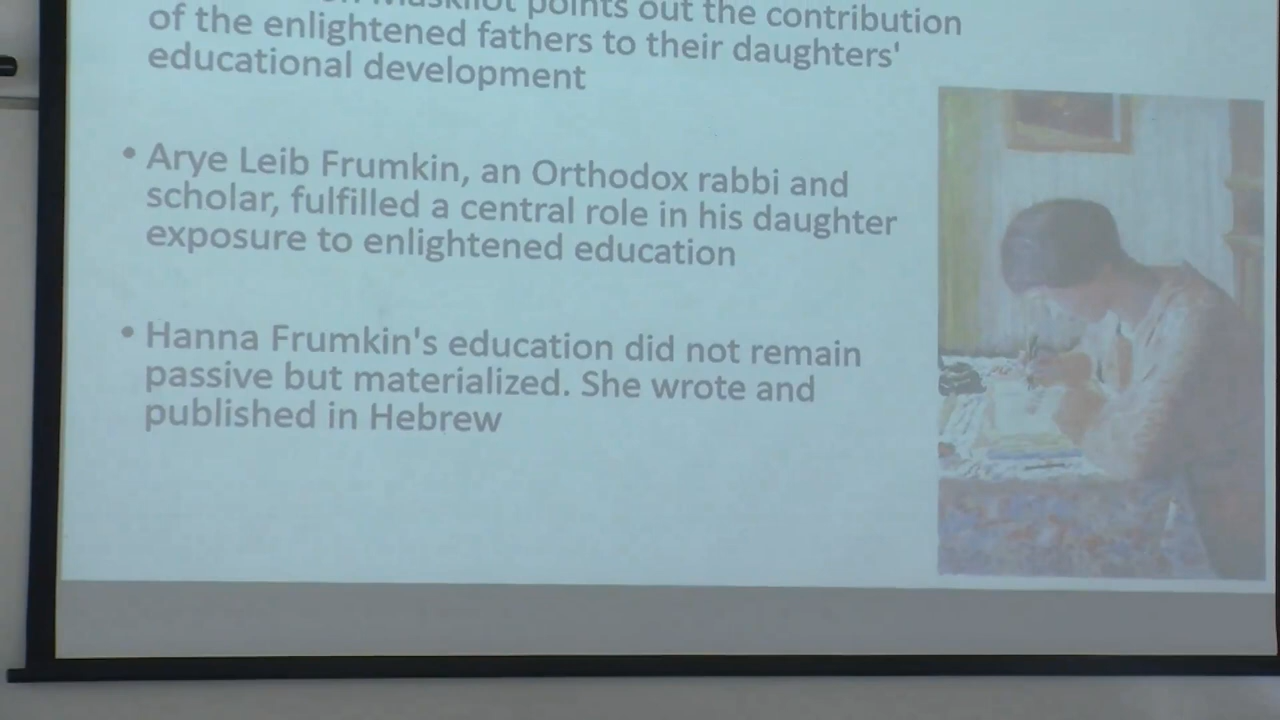 Maskilot points out the contribution
of the enlightened fathers to their daughters'
educational development
• Arye Leib Frumkin, an Orthodox rabbi and
scholar, fulfilled a central role in his daughter
exposure to enlightened education
• Hanna Frumkin's education did not remain
passive but materialized. She wrote and
published in Hebrew